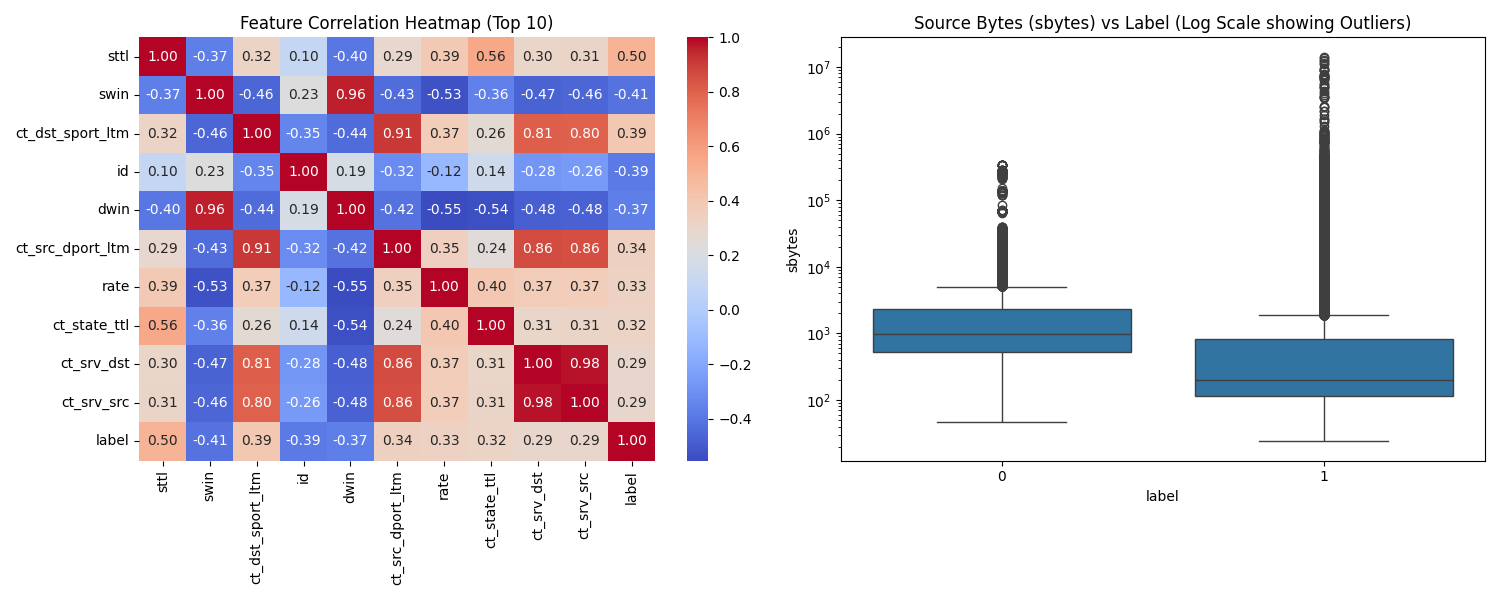 Feature Correlation Heatmap (Top 10)
sttl 1.00 -0.37 0.32 0.10 -0.40 0.29 0.39 0.56 0.30 0.31 0.50
swin -0.37 1.00 -0.46 0.23 0.96 -0.43 -0.53 -0.36 -0.47 -0.46 -0.41
ct_dst_sport_ltm 0.32 -0.46 1.00 -0.35 -0.44 0.91 0.37 0.26 0.81 0.80 0.39
id 0.10 0.23 -0.35 1.00 0.19 -0.32 -0.12 0.14 -0.28 -0.26 -0.39
dwin -0.40 0.96 -0.44 0.19 1.00 -0.42 -0.55 -0.54 -0.48 -0.48 -0.37
ct_src_dport_ltm 0.29 -0.43 0.91 -0.32 -0.42 1.00 0.35 0.24 0.86 0.86 0.34
rate 0.39 -0.53 0.37 -0.12 -0.55 0.35 1.00 0.40 0.37 0.37 0.33
ct_state_ttl 0.56 -0.36 0.26 0.14 -0.54 0.24 0.40 1.00 0.31 0.31 0.32
ct_srv_dst 0.30 -0.47 0.81 -0.28 -0.48 0.86 0.37 0.31 1.00 0.98 0.29
ct_srv_src 0.31 -0.46 0.80 -0.26 -0.48 0.86 0.37 0.31 0.98 1.00 0.29
label 0.50 -0.41 0.39 -0.39 -0.37 0.34 0.33 0.32 0.29 0.29 1.00
sttl swin ct_dst_sport_ltm id dwin ct_src_dport_ltm rate ct_state_ttl ct_srv_dst ct_srv_src label
1.0
0.8
0.6
0.4
0.2
0.0
−0.2
−0.4
Source Bytes (sbytes) vs Label (Log Scale showing Outliers)
sbytes
10⁷
10⁶
10⁵
10⁴
10³
10²
0 1
label